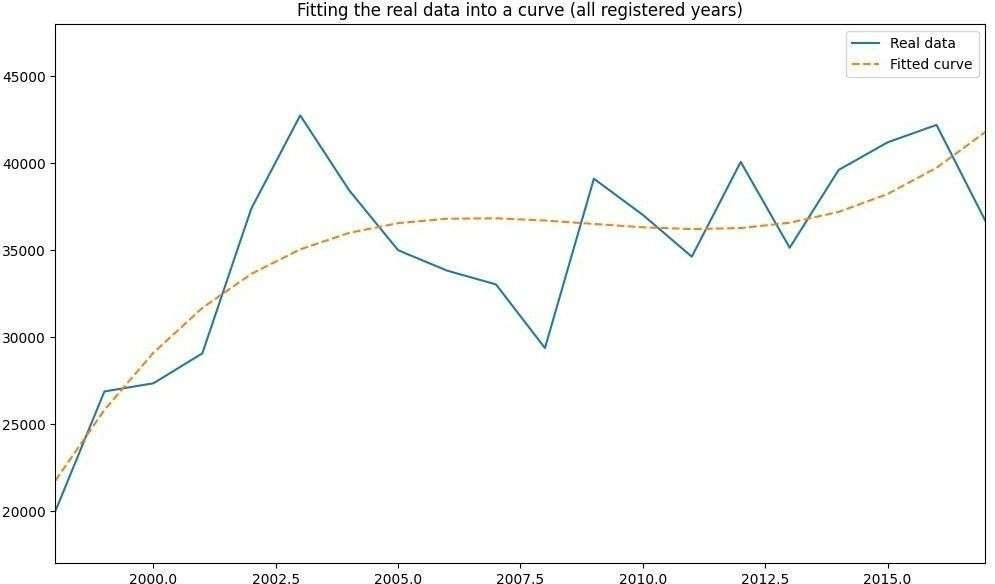 Fitting the real data into a curve (all registered years)
Real data
Fitted curve
45000
40000
35000
30000
25000
20000
2000.0 2002.5 2005.0 2007.5 2010.0 2012.5 2015.0